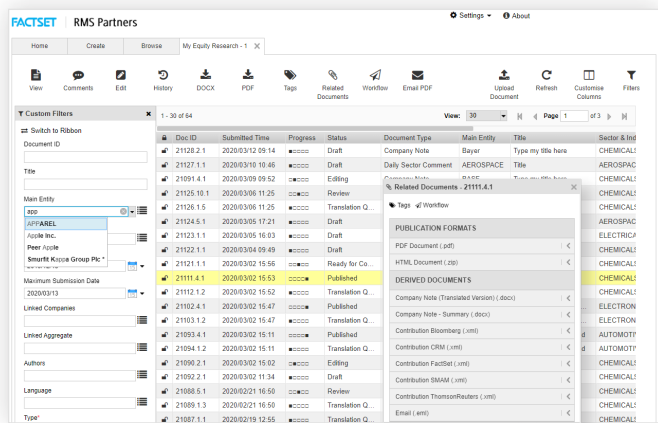 FACTSET RMS Partners
Settings About
Home Create Browse My Equity Research - 1
View Comments Edit History DOCX PDF Tags Related Documents Workflow Email PDF Upload Document Refresh Customise Columns Filters
Custom Filters
1 - 30 of 64 View: 30 Page 1 of 3
Switch to Ribbon
Document ID
Title
Main Entity
app
APPAREL
Apple Inc.
Peer Apple
Smurfit Kappa Group Plc *
Maximum Submission Date
2020/03/13
Linked Companies
Linked Aggregate
Authors
Language
Type*
Doc ID Submitted Time Progress Status Document Type Main Entity Title Sector & Ind
21128.2.1 2020/03/12 09:14 Draft Company Note Bayer Type my title here CHEMICALS
21127.1.1 2020/03/10 10:46 Draft Daily Sector Comment AEROSPACE Title AEROSPAC
21091.4.1 2020/03/09 09:52 Editing Company Note BASF Type my title here CHEMICALS
21125.10.1 2020/03/06 11:25 Review CHEMICALS
21126.1.5 2020/03/06 11:25 Translation Q... CHEMICALS
21124.5.1 2020/03/05 17:21 Draft AEROSPAC
21123.1.1 2020/03/05 16:03 Draft ELECTRICA
21122.1.1 2020/03/04 09:49 Draft CHEMICALS
21121.1.1 2020/03/02 15:56 Ready for Co... CHEMICALS
21111.4.1 2020/03/02 15:53 Published CHEMICALS
21112.1.2 2020/03/02 15:52 Translation Q... CHEMICALS
21102.4.1 2020/03/02 15:47 Published ELECTRON
21103.1.2 2020/03/02 15:47 Translation Q... ELECTRON
21093.4.1 2020/03/02 15:11 Published AUTOMOTI
21094.1.2 2020/03/02 15:11 Translation Q... AUTOMOTI
21090.2.1 2020/03/02 15:02 Editing CHEMICALS
21092.2.1 2020/03/02 11:34 Draft CHEMICALS
21088.5.1 2020/02/21 16:50 Review CHEMICALS
21089.1.3 2020/02/21 16:50 Translation Q... CHEMICALS
21087.1.1 2020/02/19 12:55 Translation Q... CHEMICALS
Related Documents - 21111.4.1
Tags Workflow
PUBLICATION FORMATS
PDF Document (.pdf)
HTML Document (.zip)
DERIVED DOCUMENTS
Company Note (Translated Version) (.docx)
Company Note - Summary (.docx)
Contribution Bloomberg (.xml)
Contribution CRM (.xml)
Contribution FactSet (.xml)
Contribution SMAM (.xml)
Contribution ThomsonReuters (.xml)
Email (.eml)